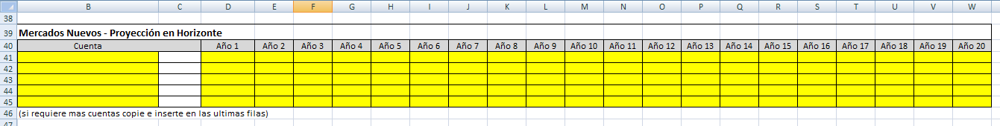 B C D E F G H I J K L M N O P Q R S T U V W
38
39 Mercados Nuevos - Proyección en Horizonte
40 Cuenta Año 1 Año 2 Año 3 Año 4 Año 5 Año 6 Año 7 Año 8 Año 9 Año 10 Año 11 Año 12 Año 13 Año 14 Año 15 Año 16 Año 17 Año 18 Año 19 Año 20
41
42
43
44
45
46 (si requiere mas cuentas copie e inserte en las ultimas filas)
47